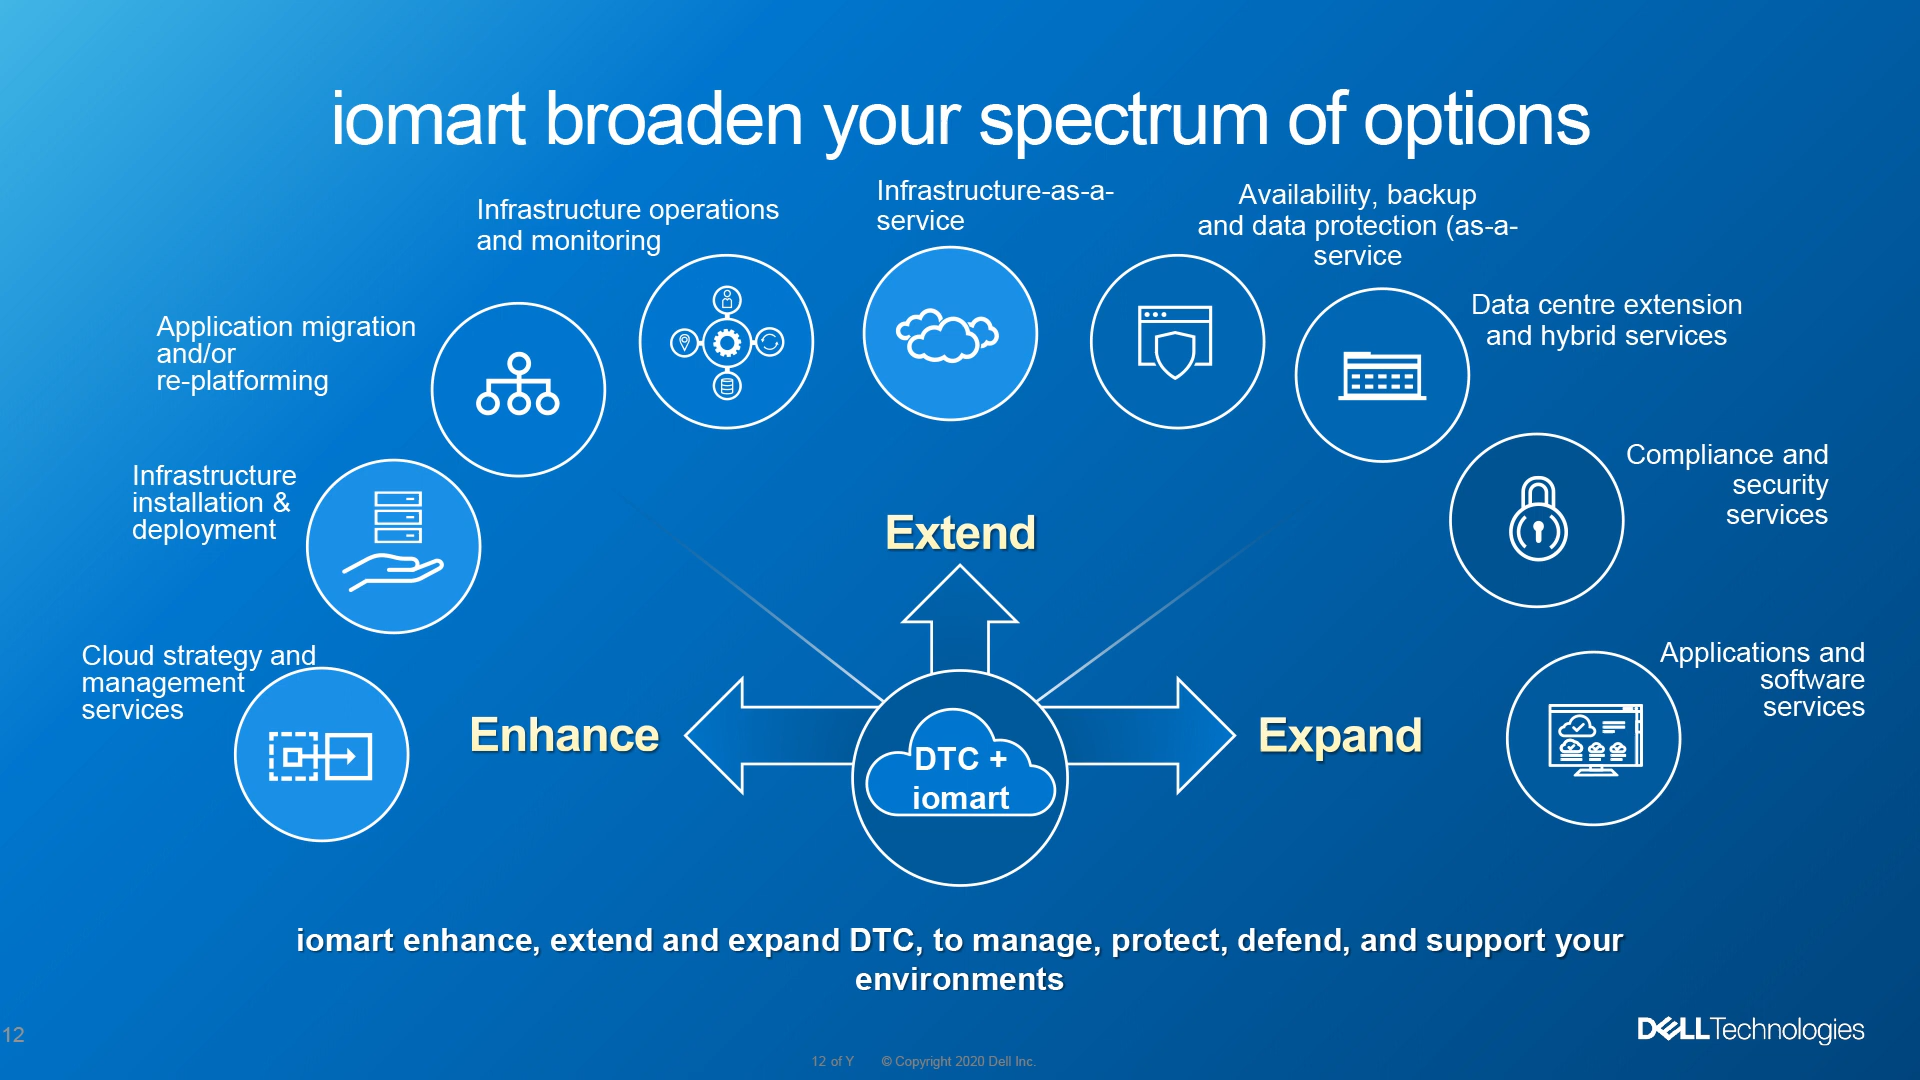 iomart broaden your spectrum of options
Infrastructure operations
and monitoring
Infrastructure-as-a-
service
Availability, backup
and data protection (as-a-
service
Application migration
and/or
re-platforming
Data centre extension
and hybrid services
Infrastructure
installation &
deployment
Compliance and
security
services
Extend
Cloud strategy and
management
services
Applications and
software
services
Enhance
Expand
DTC +
iomart
iomart enhance, extend and expand DTC, to manage, protect, defend, and support your
environments
12
DELL Technologies
12 of Y © Copyright 2020 Dell Inc.